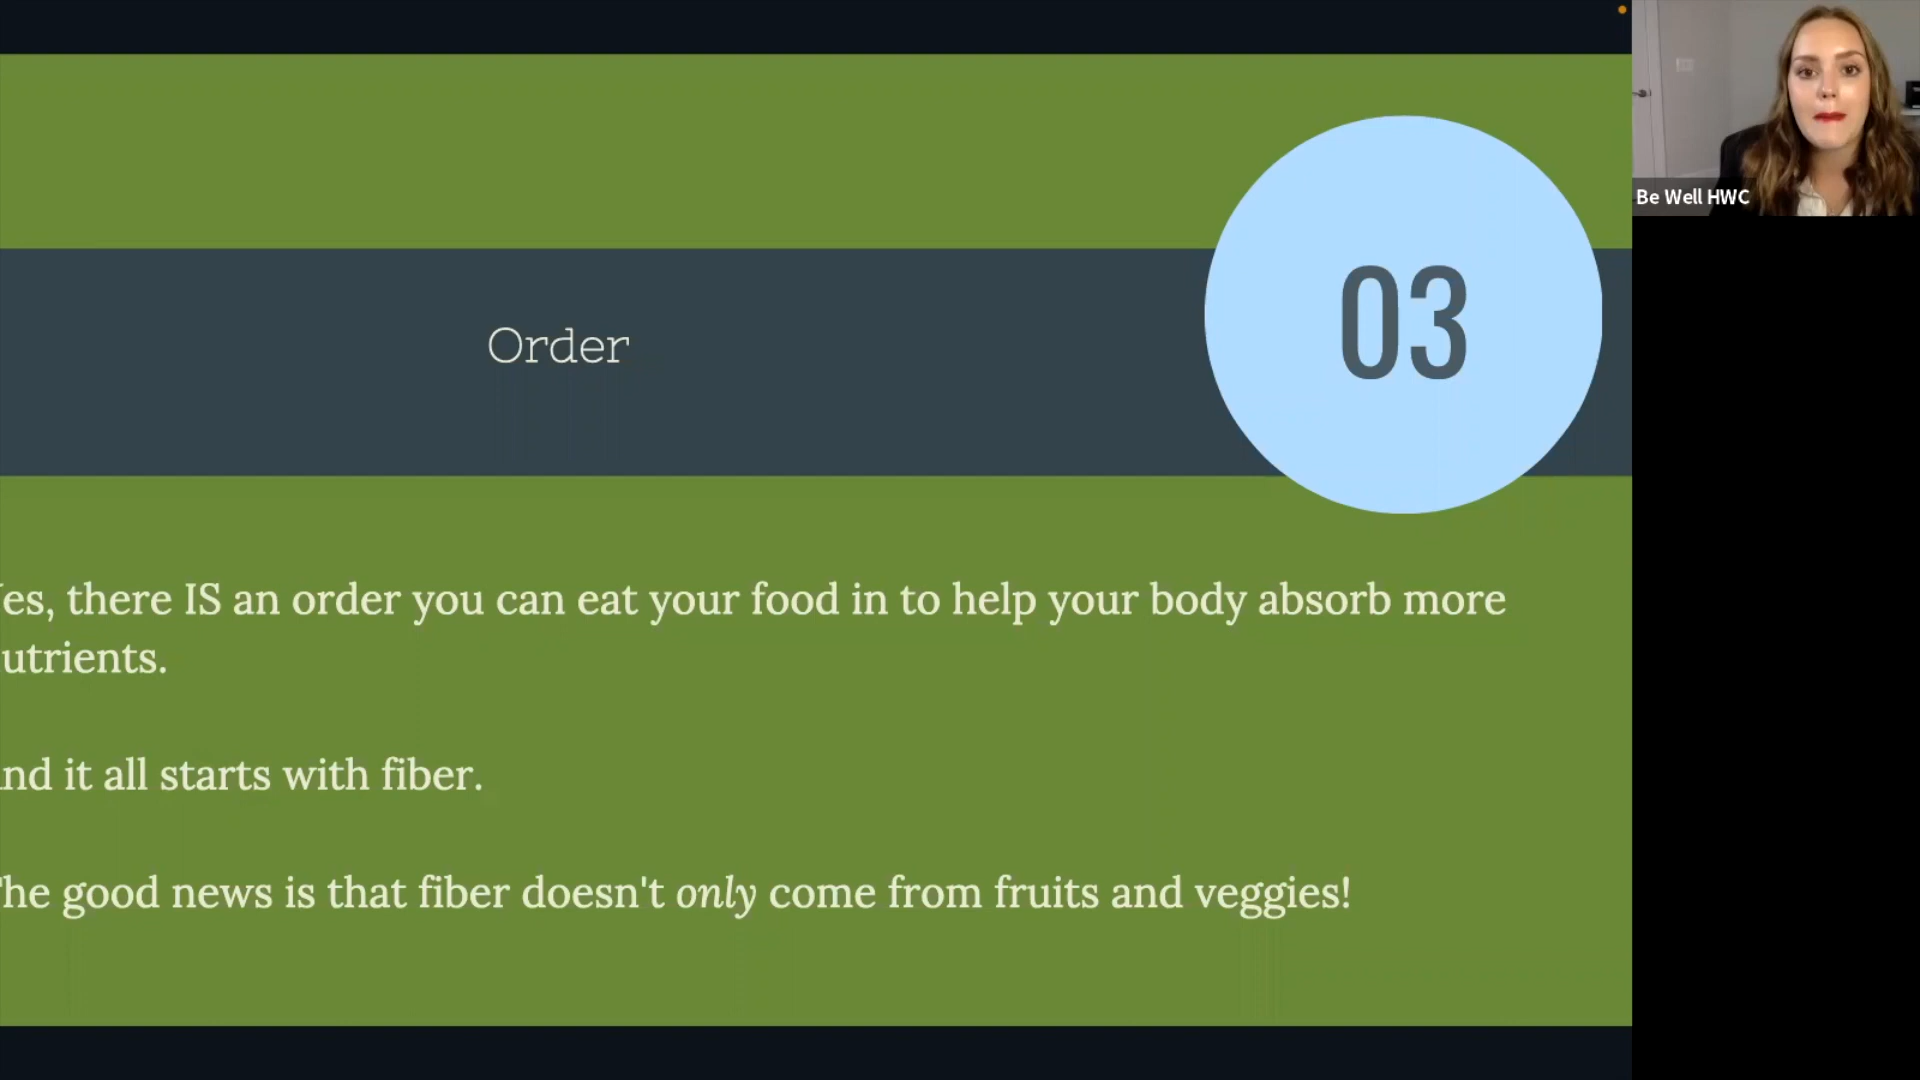 Be Well HWC
03
Order
es, there IS an order you can eat your food in to help your body absorb more
utrients.
nd it all starts with fiber.
he good news is that fiber doesn't only come from fruits and veggies!